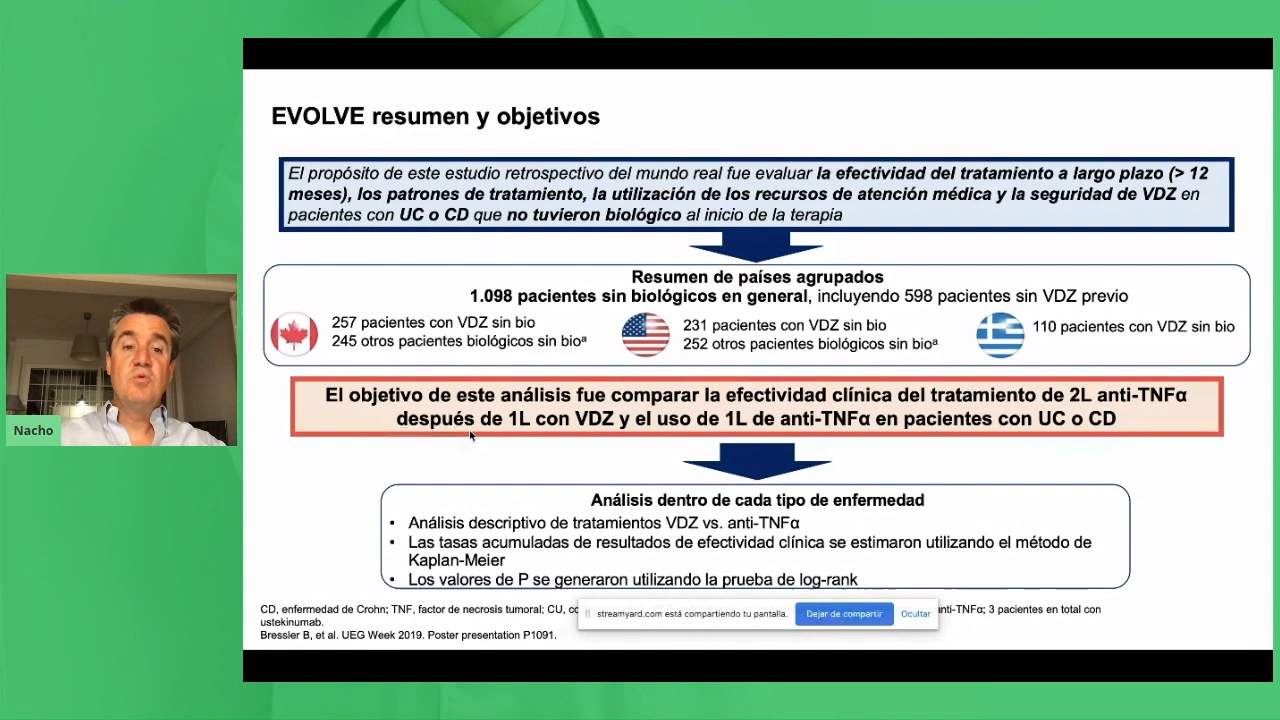 EVOLVE resumen y objetivos
El propósito de este estudio retrospectivo del mundo real fue evaluar la efectividad del tratamiento a largo plazo (> 12
meses), los patrones de tratamiento, la utilización de los recursos de atención médica y la seguridad de VDZ en
pacientes con UC o CD que no tuvieron biológico al inicio de la terapia
Resumen de países agrupados
1.098 pacientes sin biológicos en general, incluyendo 598 pacientes sin VDZ previo
257 pacientes con VDZ sin bio
245 otros pacientes biológicos sin bioᵃ
231 pacientes con VDZ sin bio
252 otros pacientes biológicos sin bioᵃ
110 pacientes con VDZ sin bio
El objetivo de este análisis fue comparar la efectividad clínica del tratamiento de 2L anti-TNFα
después de 1L con VDZ y el uso de 1L de anti-TNFα en pacientes con UC o CD
Nacho
Análisis dentro de cada tipo de enfermedad
• Análisis descriptivo de tratamientos VDZ vs. anti-TNFα
• Las tasas acumuladas de resultados de efectividad clínica se estimaron utilizando el método de
Kaplan-Meier
• Los valores de P se generaron utilizando la prueba de log-rank
CD, enfermedad de Crohn; TNF, factor de necrosis tumoral; CU, anti-TNFα; 3 pacientes en total con
ustekinumab.
Bressler B, et al. UEG Week 2019. Poster presentation P1091.
streamyard.com está compartiendo tu pantalla. Dejar de compartir Ocultar